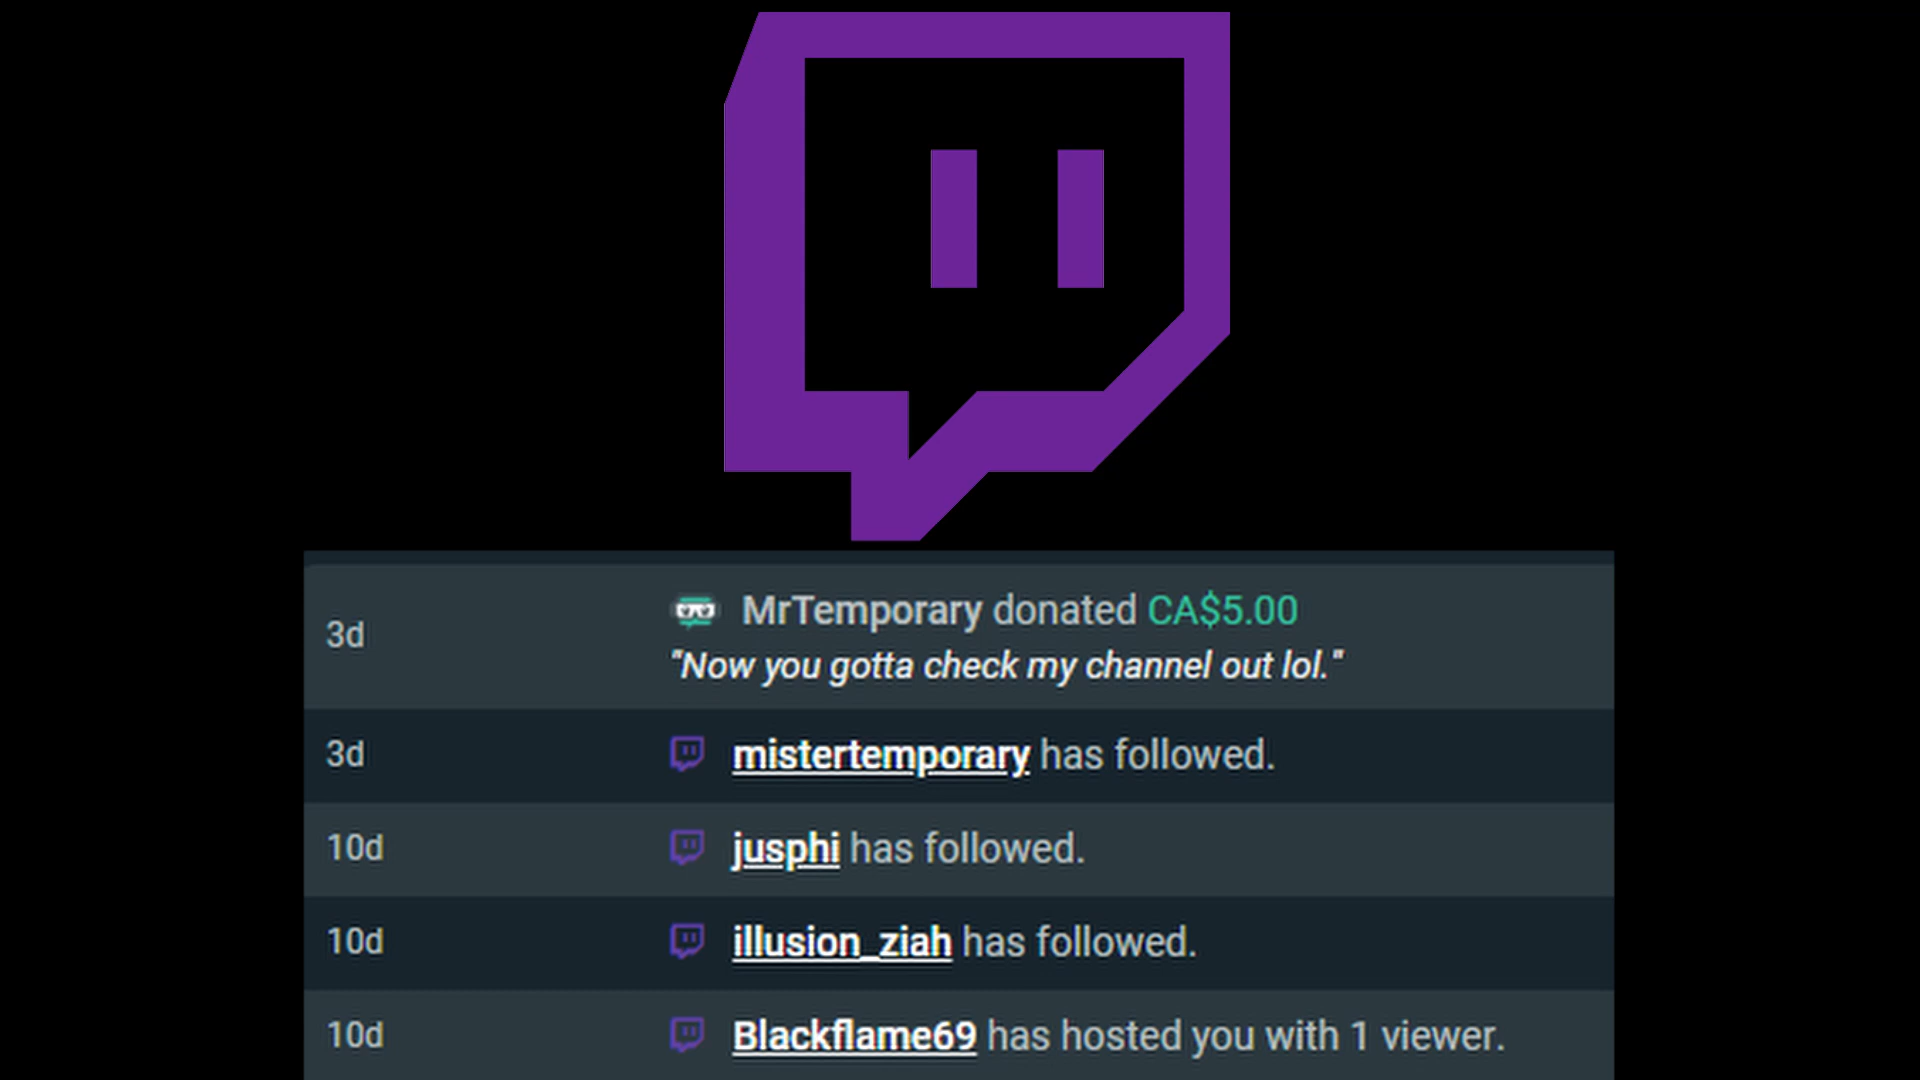 3d
MrTemporary donated CA$5.00
"Now you gotta check my channel out lol."
3d mistertemporary has followed.
10d jusphi has followed.
10d illusion_ziah has followed.
10d Blackflame69 has hosted you with 1 viewer.